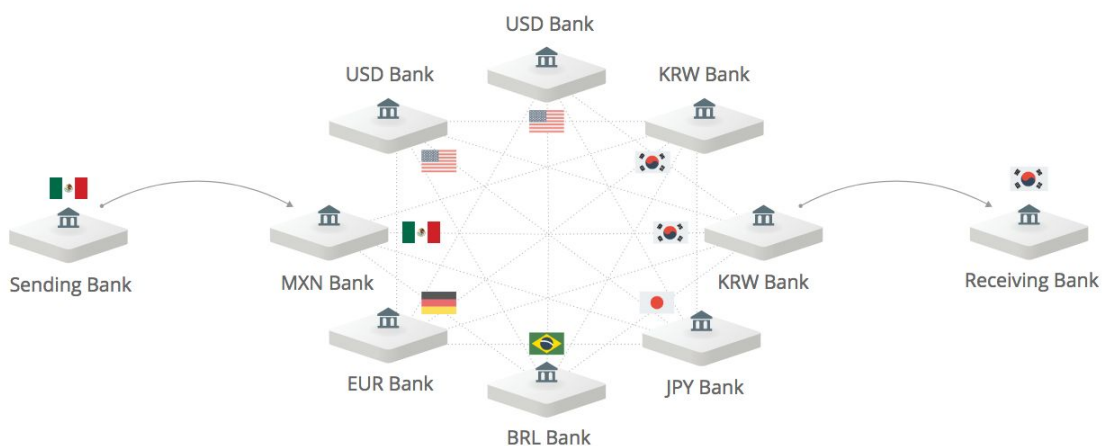 USD Bank
USD Bank
KRW Bank
Sending Bank
MXN Bank
KRW Bank
Receiving Bank
EUR Bank
JPY Bank
BRL Bank